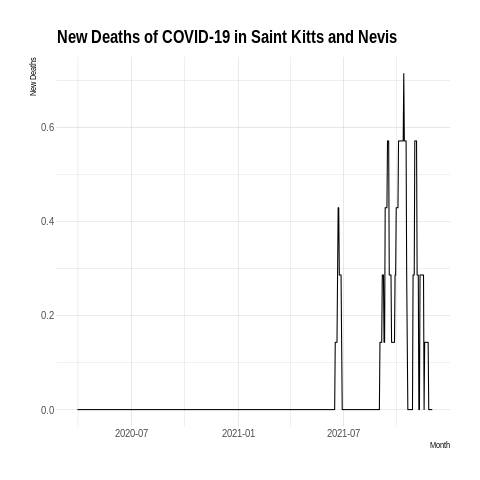 New Deaths of COVID-19 in Saint Kitts and Nevis
New Deaths
0.6
0.4
0.2
0.0
2020-07 2021-01 2021-07
Month